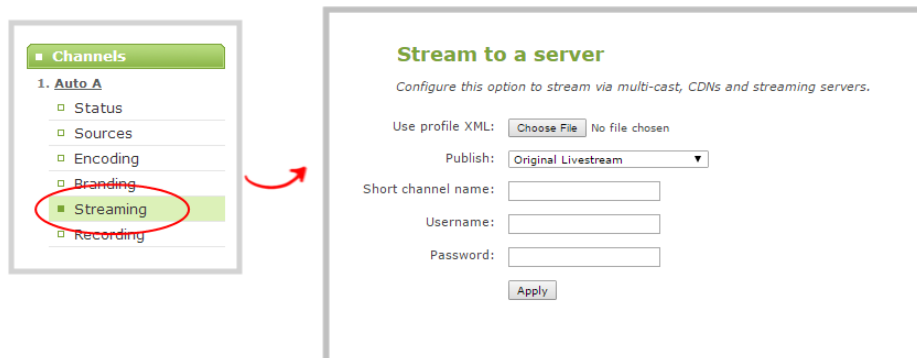 Channels
1. Auto A
Status
Sources
Encoding
Branding
Streaming
Recording
Stream to a server
Configure this option to stream via multi-cast, CDNs and streaming servers.
Use profile XML: Choose File No file chosen
Publish: Original Livestream
Short channel name:
Username:
Password:
Apply